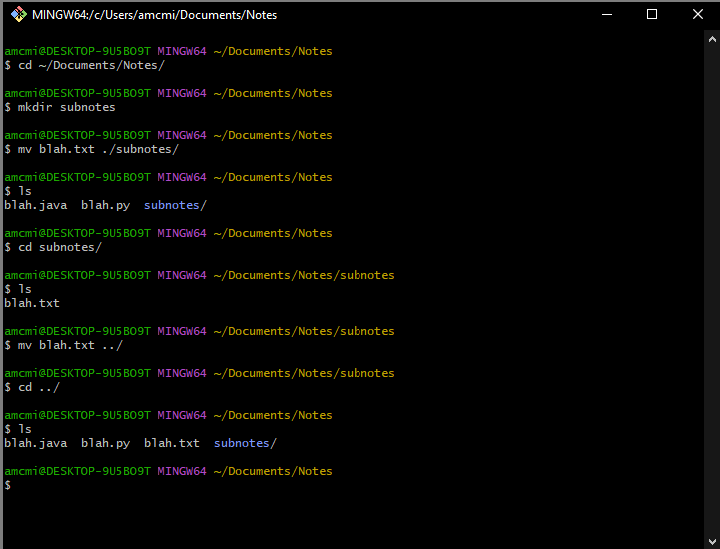 MINGW64:/c/Users/amcmi/Documents/Notes
amcmi@DESKTOP-9U5BO9T MINGW64 ~/Documents/Notes
$ cd ~/Documents/Notes/
amcmi@DESKTOP-9U5BO9T MINGW64 ~/Documents/Notes
$ mkdir subnotes
amcmi@DESKTOP-9U5BO9T MINGW64 ~/Documents/Notes
$ mv blah.txt ./subnotes/
amcmi@DESKTOP-9U5BO9T MINGW64 ~/Documents/Notes
$ ls
blah.java  blah.py  subnotes/
amcmi@DESKTOP-9U5BO9T MINGW64 ~/Documents/Notes
$ cd subnotes/
amcmi@DESKTOP-9U5BO9T MINGW64 ~/Documents/Notes/subnotes
$ ls
blah.txt
amcmi@DESKTOP-9U5BO9T MINGW64 ~/Documents/Notes/subnotes
$ mv blah.txt ../
amcmi@DESKTOP-9U5BO9T MINGW64 ~/Documents/Notes/subnotes
$ cd ../
amcmi@DESKTOP-9U5BO9T MINGW64 ~/Documents/Notes
$ ls
blah.java  blah.py  blah.txt  subnotes/
amcmi@DESKTOP-9U5BO9T MINGW64 ~/Documents/Notes
$